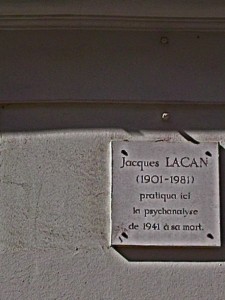 Jacques LACAN
(1901-1981)
pratiqua ici
la psychanalyse
de 1941 à sa mort.